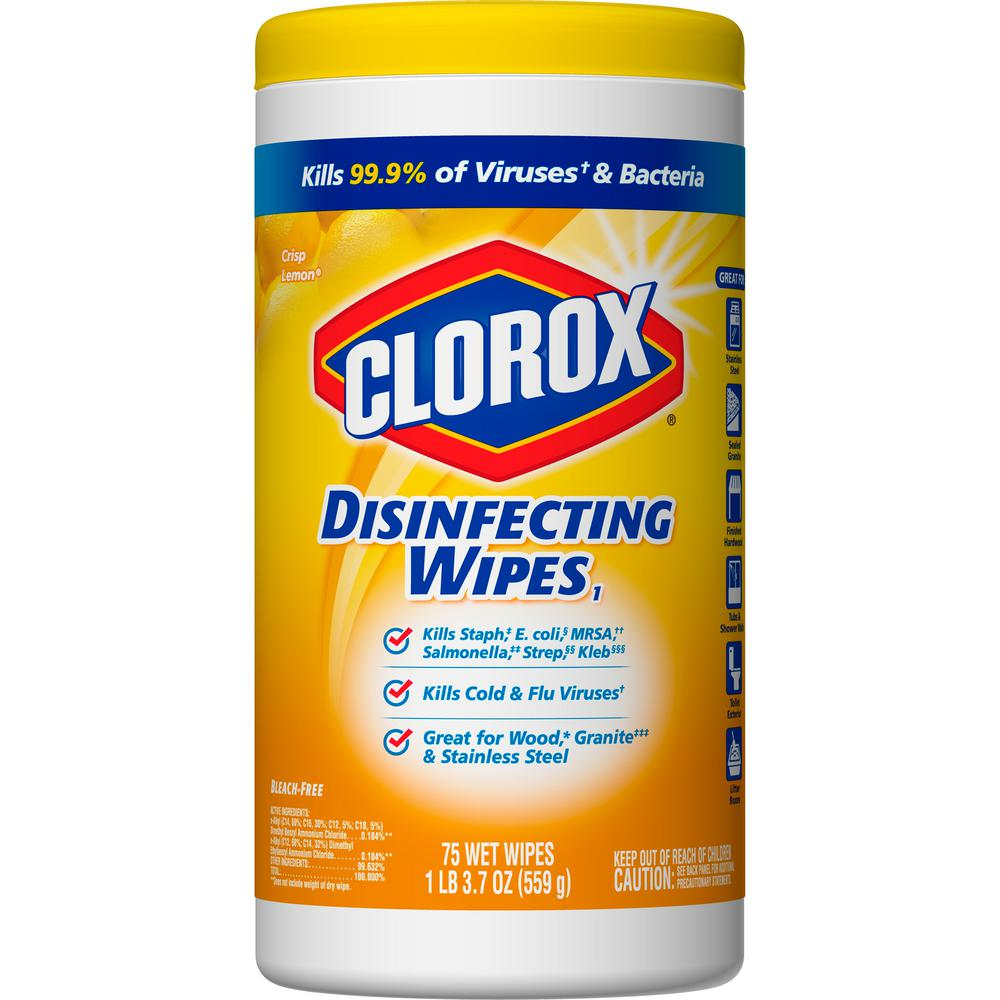 Kills 99.9% of Viruses† & Bacteria
Crisp
Lemon®
CLOROX
®
DISINFECTING
WIPES1
Kills Staph,‡ E. coli,§ MRSA,††
Salmonella,‡‡ Strep,§§ Kleb§§§
Kills Cold & Flu Viruses†
Great for Wood,* Granite‡‡‡
& Stainless Steel
GREAT FOR
Stainless
Steel
Sealed
Granite
Finished
Hardwood
Tubs &
Shower
Toilet
Exterior
Litter
Boxes
BLEACH-FREE
ACTIVE INGREDIENTS:
n-Alkyl (C14, 60%; C16, 30%; C12, 5%; C18, 5%)
Dimethyl Benzyl Ammonium Chloride....0.184%**
n-Alkyl (C12, 68%; C14, 32%) Dimethyl
Ethylbenzyl Ammonium Chloride........0.184%**
OTHER INGREDIENTS:........99.632%
TOTAL:........100.000%
**Does not include weight of dry wipe.
75 WET WIPES
1 LB 3.7 OZ (559 g)
KEEP OUT OF REACH OF CHILDREN
CAUTION: SEE BACK PANEL FOR ADDITIONAL
PRECAUTIONARY STATEMENTS.